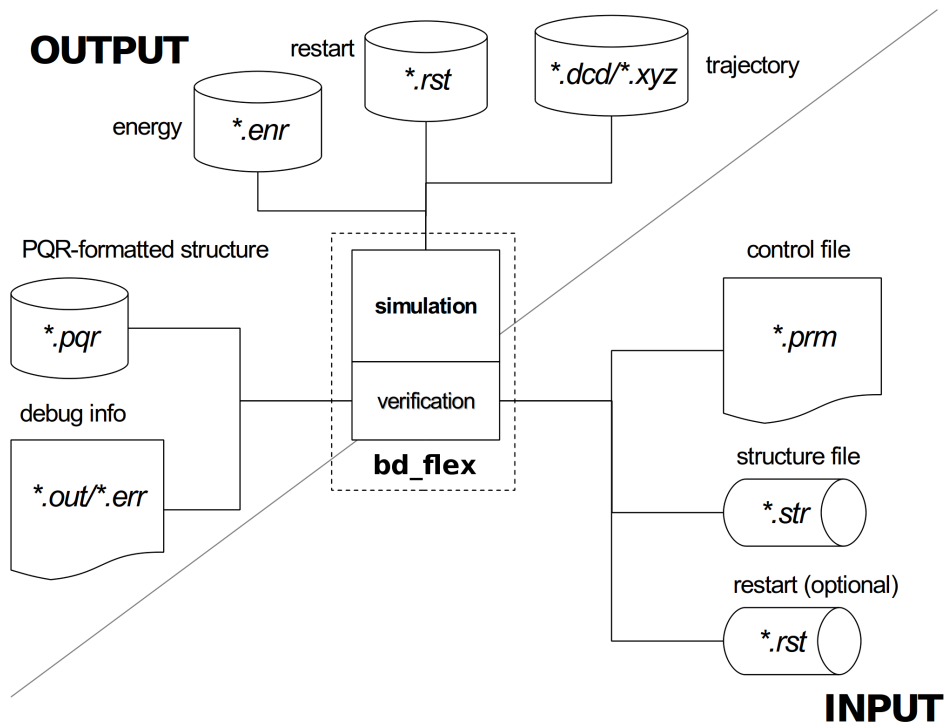 OUTPUT
restart
*.rst
*.dcd/*.xyz
trajectory
energy
*.enr
PQR-formatted structure
*.pqr
debug info
*.out/*.err
simulation
verification
bd_flex
control file
*.prm
structure file
*.str
restart (optional)
*.rst
INPUT